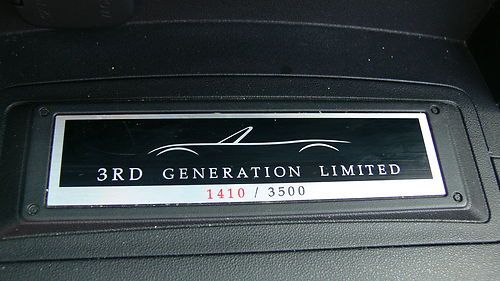 3RD GENERATION LIMITED
1410 / 3500